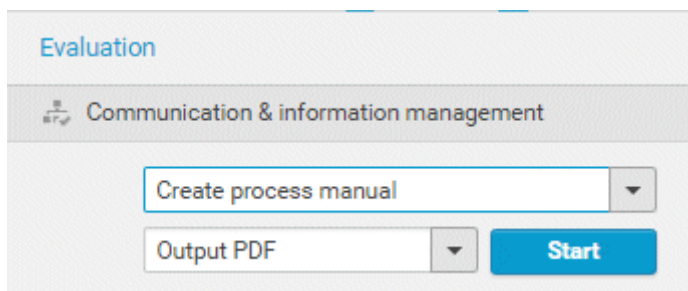 Evaluation
Communication & information management
Create process manual
Output PDF
Start